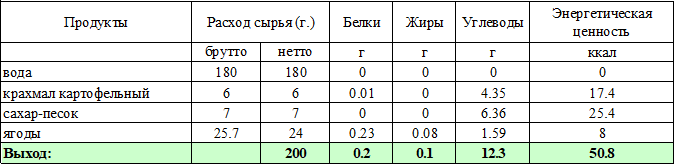 Продукты Расход сырья (г.) Белки Жиры Углеводы Энергетическая ценность
брутто нетто г г г ккал
вода 180 180 0 0 0 0
крахмал картофельный 6 6 0.01 0 4.35 17.4
сахар-песок 7 7 0 0 6.36 25.4
ягоды 25.7 24 0.23 0.08 1.59 8
Выход: 200 0.2 0.1 12.3 50.8